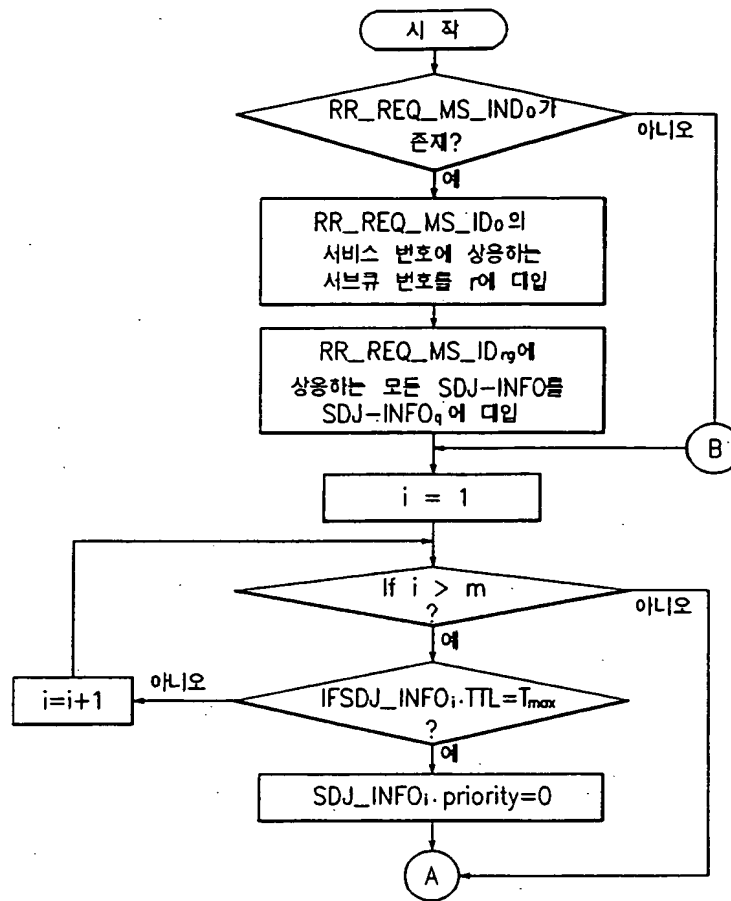 시 작
RR_REQ_MS_IND₀가
존재?
아니오
예
RR_REQ_MS_ID₀의
서비스 번호에 상응하는
서브큐 번호를 r에 대입
RR_REQ_MS_IDrg에
상응하는 모든 SDJ-INFO를
SDJ-INFOq에 대입
B
i = 1
If i > m
?
아니오
예
아니오
i=i+1
IFSDJ_INFOi.TTL=Tmax
?
예
SDJ_INFOi.priority=0
A